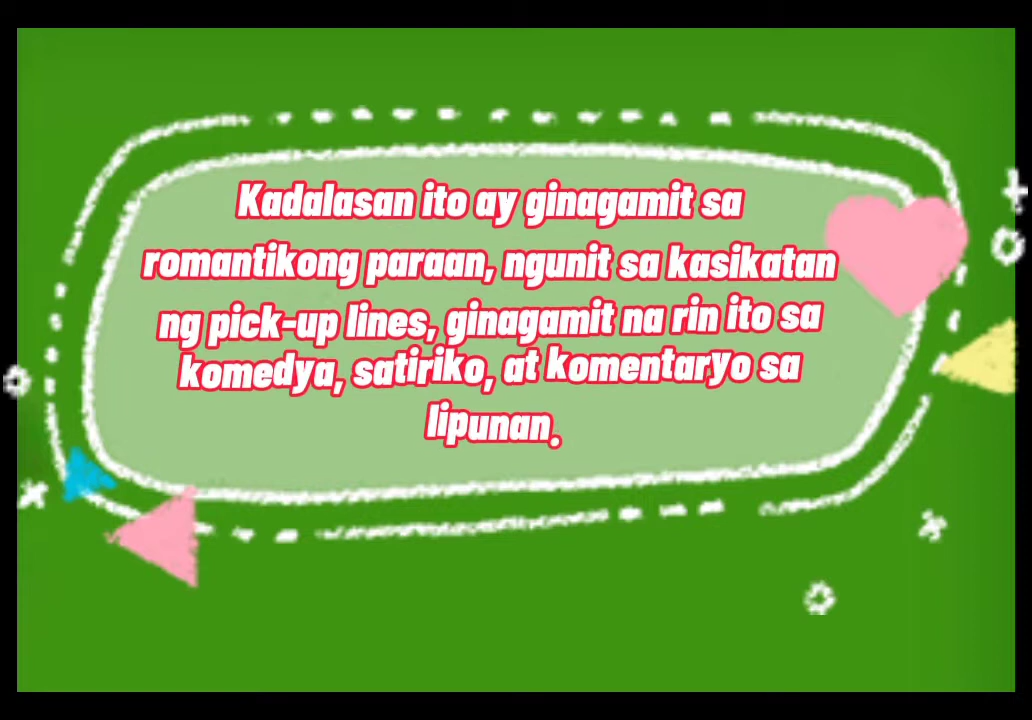 Kadalasan ito ay ginagamit sa
romantikong paraan, ngunit sa kasikatan
ng pick-up lines, ginagamit na rin ito sa
komedya, satiriko, at komentaryo sa
lipunan.